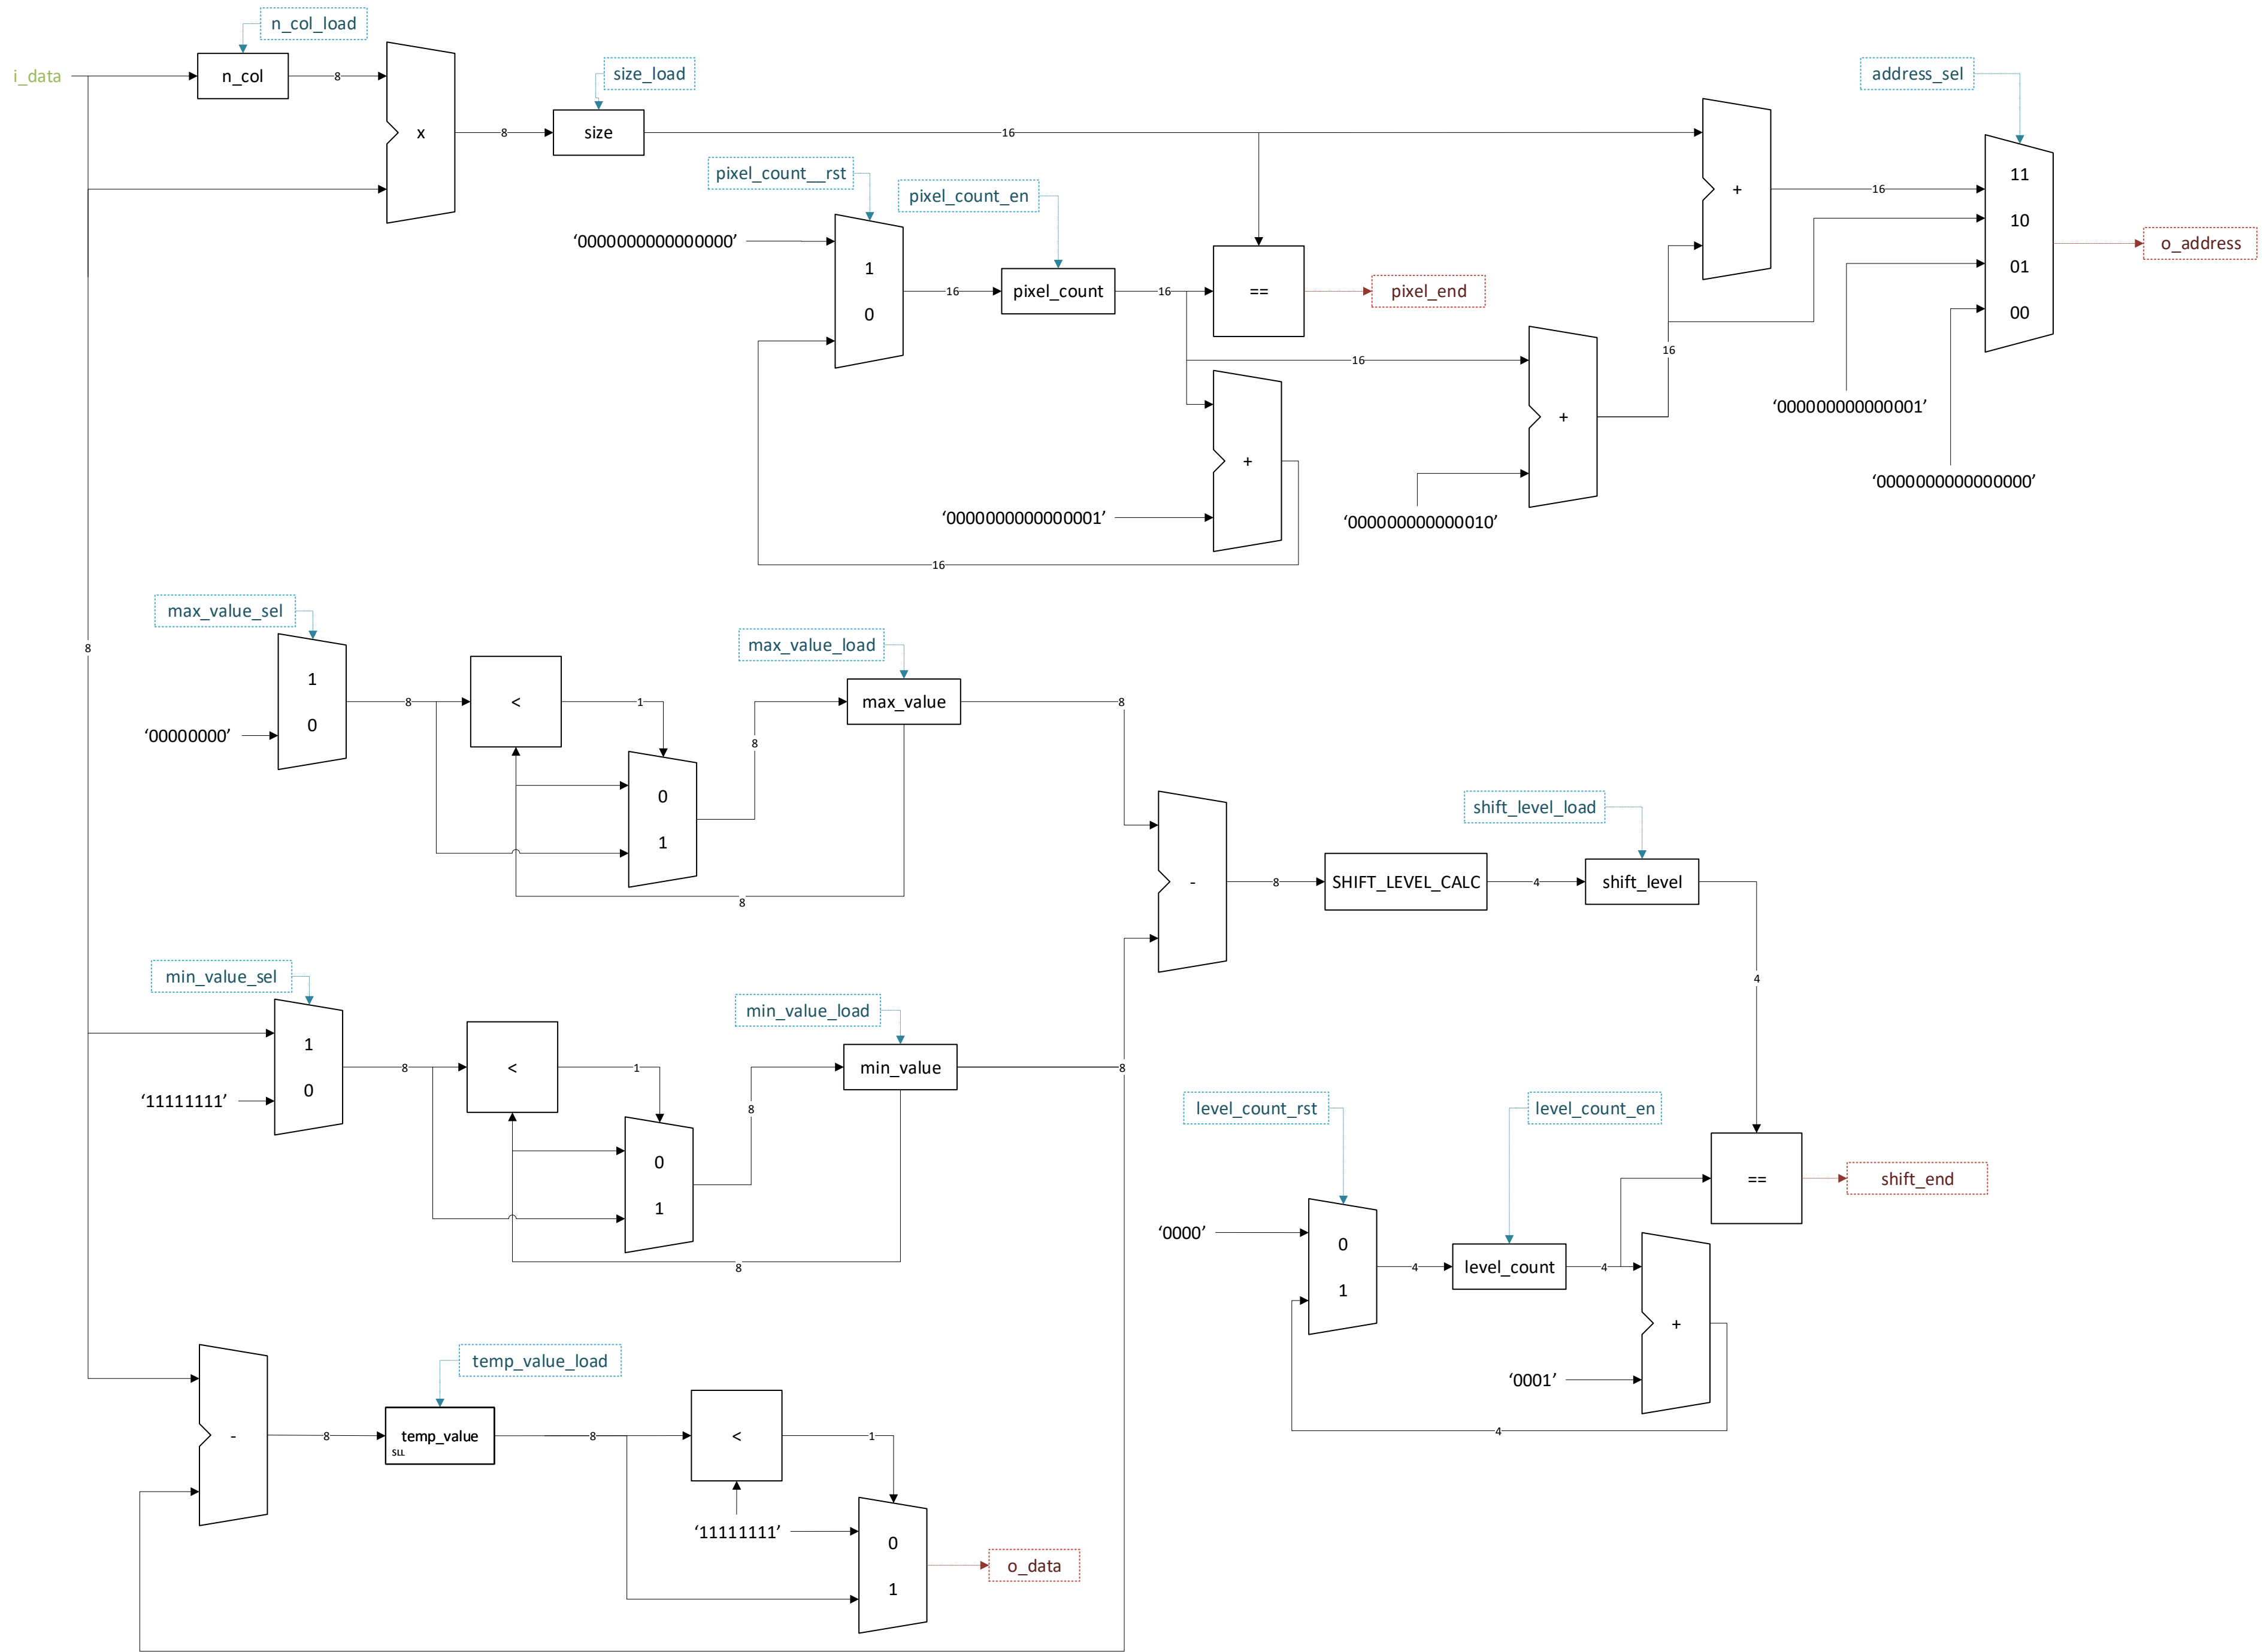 n_col_load
i_data
n_col
8
x
8
size_load
size
16
address_sel
11
10
01
00
o_address
+
16
pixel_count__rst
pixel_count_en
‘0000000000000000’
1
0
16
pixel_count
16
==
pixel_end
16
+
16
‘000000000000001’
‘0000000000000000’
+
‘0000000000000001’
‘000000000000010’
16
8
max_value_sel
1
0
‘00000000’
8
<
1
0
1
8
max_value_load
max_value
8
8
-
8
SHIFT_LEVEL_CALC
4
shift_level_load
shift_level
4
min_value_sel
1
0
‘11111111’
8
<
1
0
1
8
min_value_load
min_value
8
8
level_count_rst
level_count_en
==
shift_end
‘0000’
0
1
4
level_count
4
+
‘0001’
4
-
8
temp_value_load
temp_value
SLL
8
<
1
‘11111111’
0
1
o_data